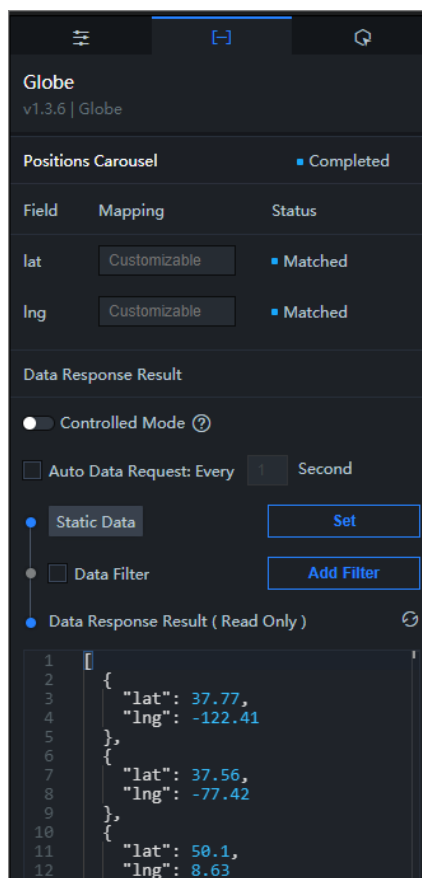 [–]
Globe
v1.3.6 | Globe
Positions Carousel Completed
Field Mapping Status
lat Customizable Matched
lng Customizable Matched
Data Response Result
Controlled Mode ?
Auto Data Request: Every 1 Second
Static Data Set
Data Filter Add Filter
Data Response Result ( Read Only )
1 [
2 {
3 "lat": 37.77,
4 "lng": -122.41
5 },
6 {
7 "lat": 37.56,
8 "lng": -77.42
9 },
10 {
11 "lat": 50.1,
12 "lng": 8.63